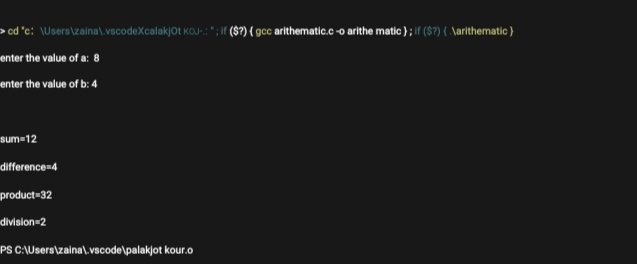 > cd "c: \Users\zaina\.vscodeXcalakjOt KOJ-.: " ; if ($?) { gcc arithematic.c -o arithe matic } ; if ($?) { .\arithematic }
enter the value of a: 8
enter the value of b: 4
sum=12
difference=4
product=32
division=2
PS C:\Users\zaina\.vscode\palakjot kour.o